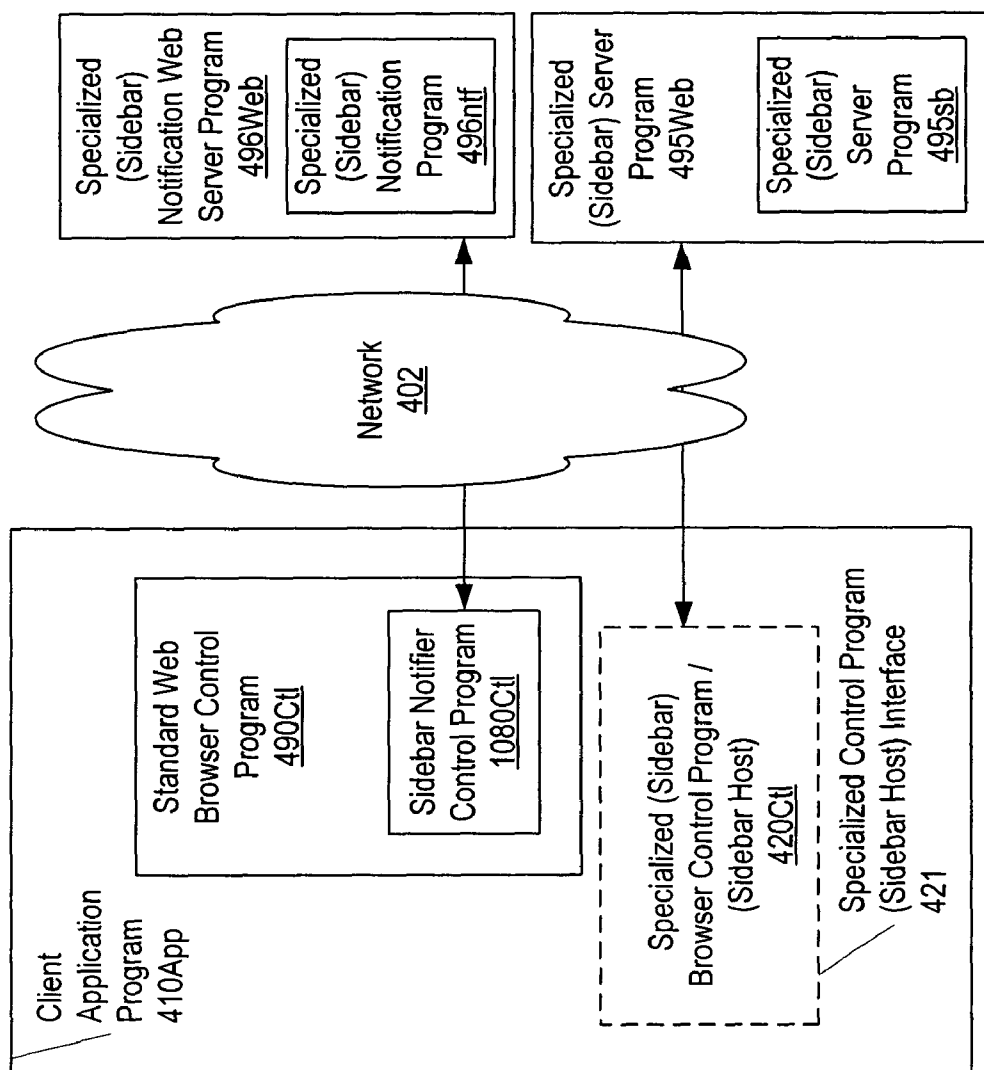 Client
Application
Program
410App
Standard Web
Browser Control
Program
490Ctl
Sidebar Notifier
Control Program
1080Ctl
Specialized (Sidebar)
Browser Control Program /
(Sidebar Host)
420Ctl
Specialized Control Program
(Sidebar Host) Interface
421
Network
402
Specialized
(Sidebar)
Notification Web
Server Program
496Web
Specialized
(Sidebar)
Notification
Program
496ntf
Specialized
(Sidebar) Server
Program
495Web
Specialized
(Sidebar)
Server
Program
495sb